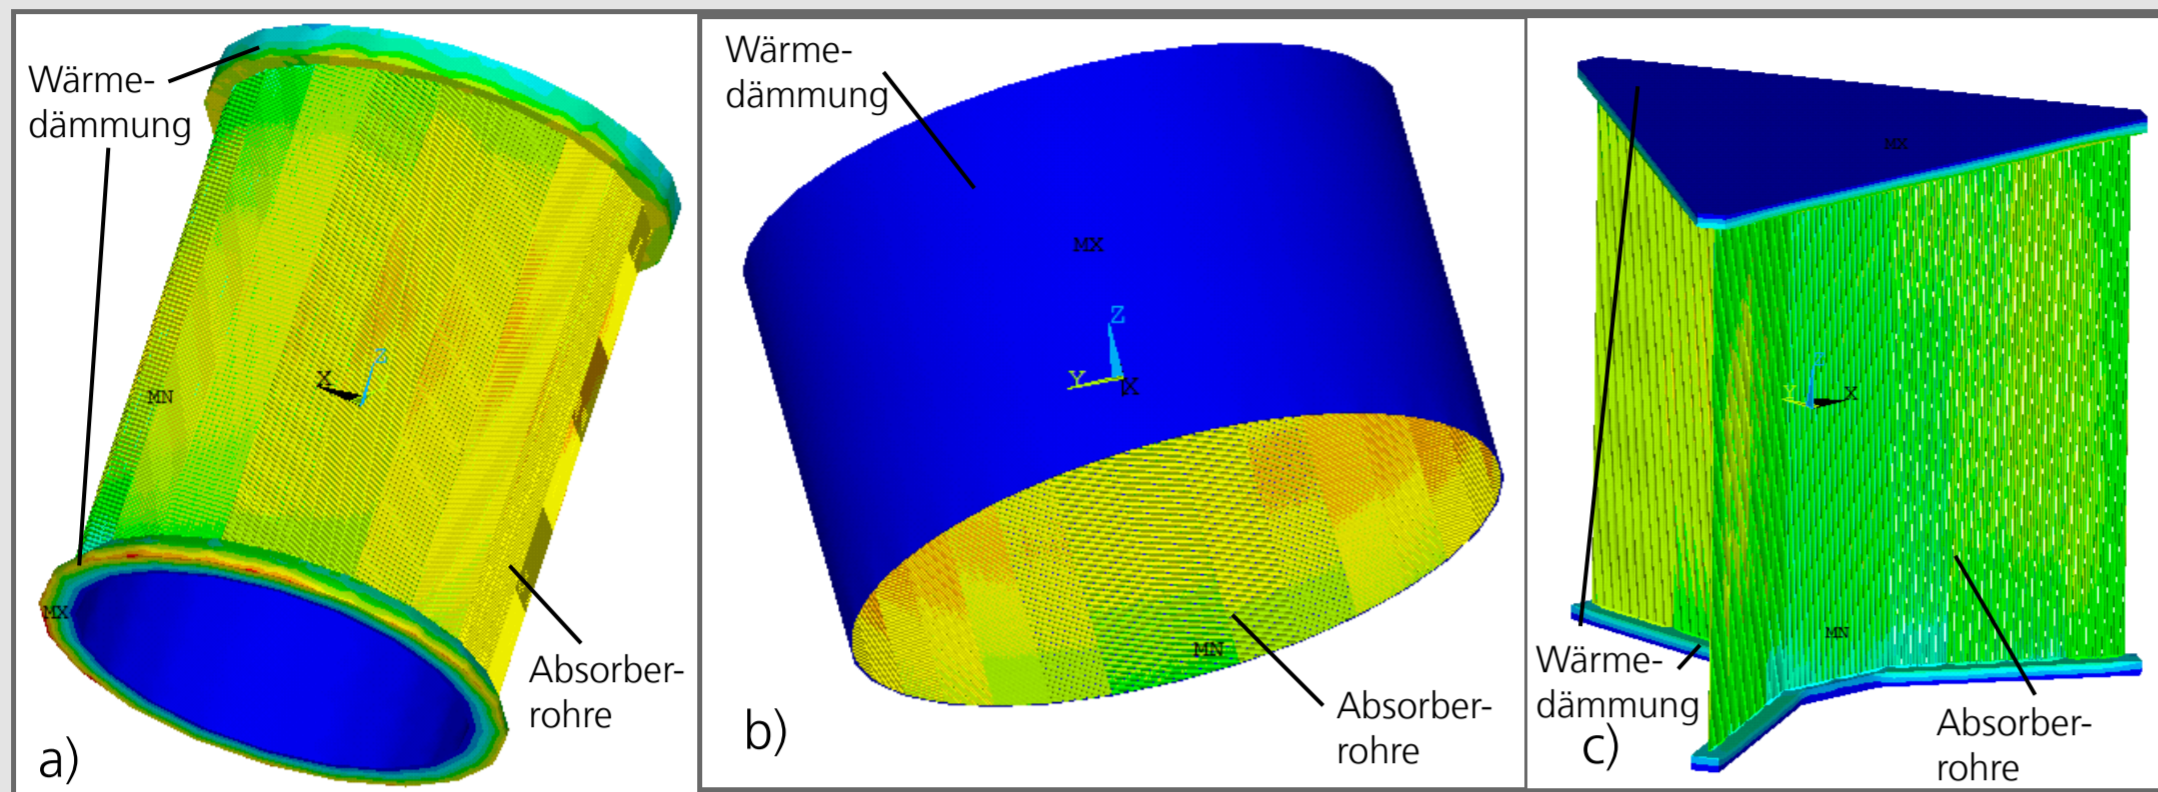 Wärme-
dämmung
X
Z
MN
MX
Absorber-
rohre
a)
Wärme-
dämmung
MX
Z
Y
X
MN
Absorber-
rohre
b)
MX
Z
Y
X
MN
Wärme-
dämmung
Absorber-
rohre
c)